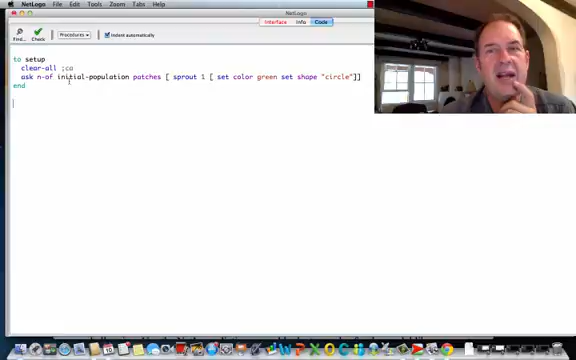 NetLogo File Edit Tools Zoom Tabs Help
NetLogo
Interface Info Code
Find... Check Procedures Indent automatically
to setup
clear-all ;ca
ask n-of initial-population patches [ sprout 1 [ set color green set shape "circle"]]
end